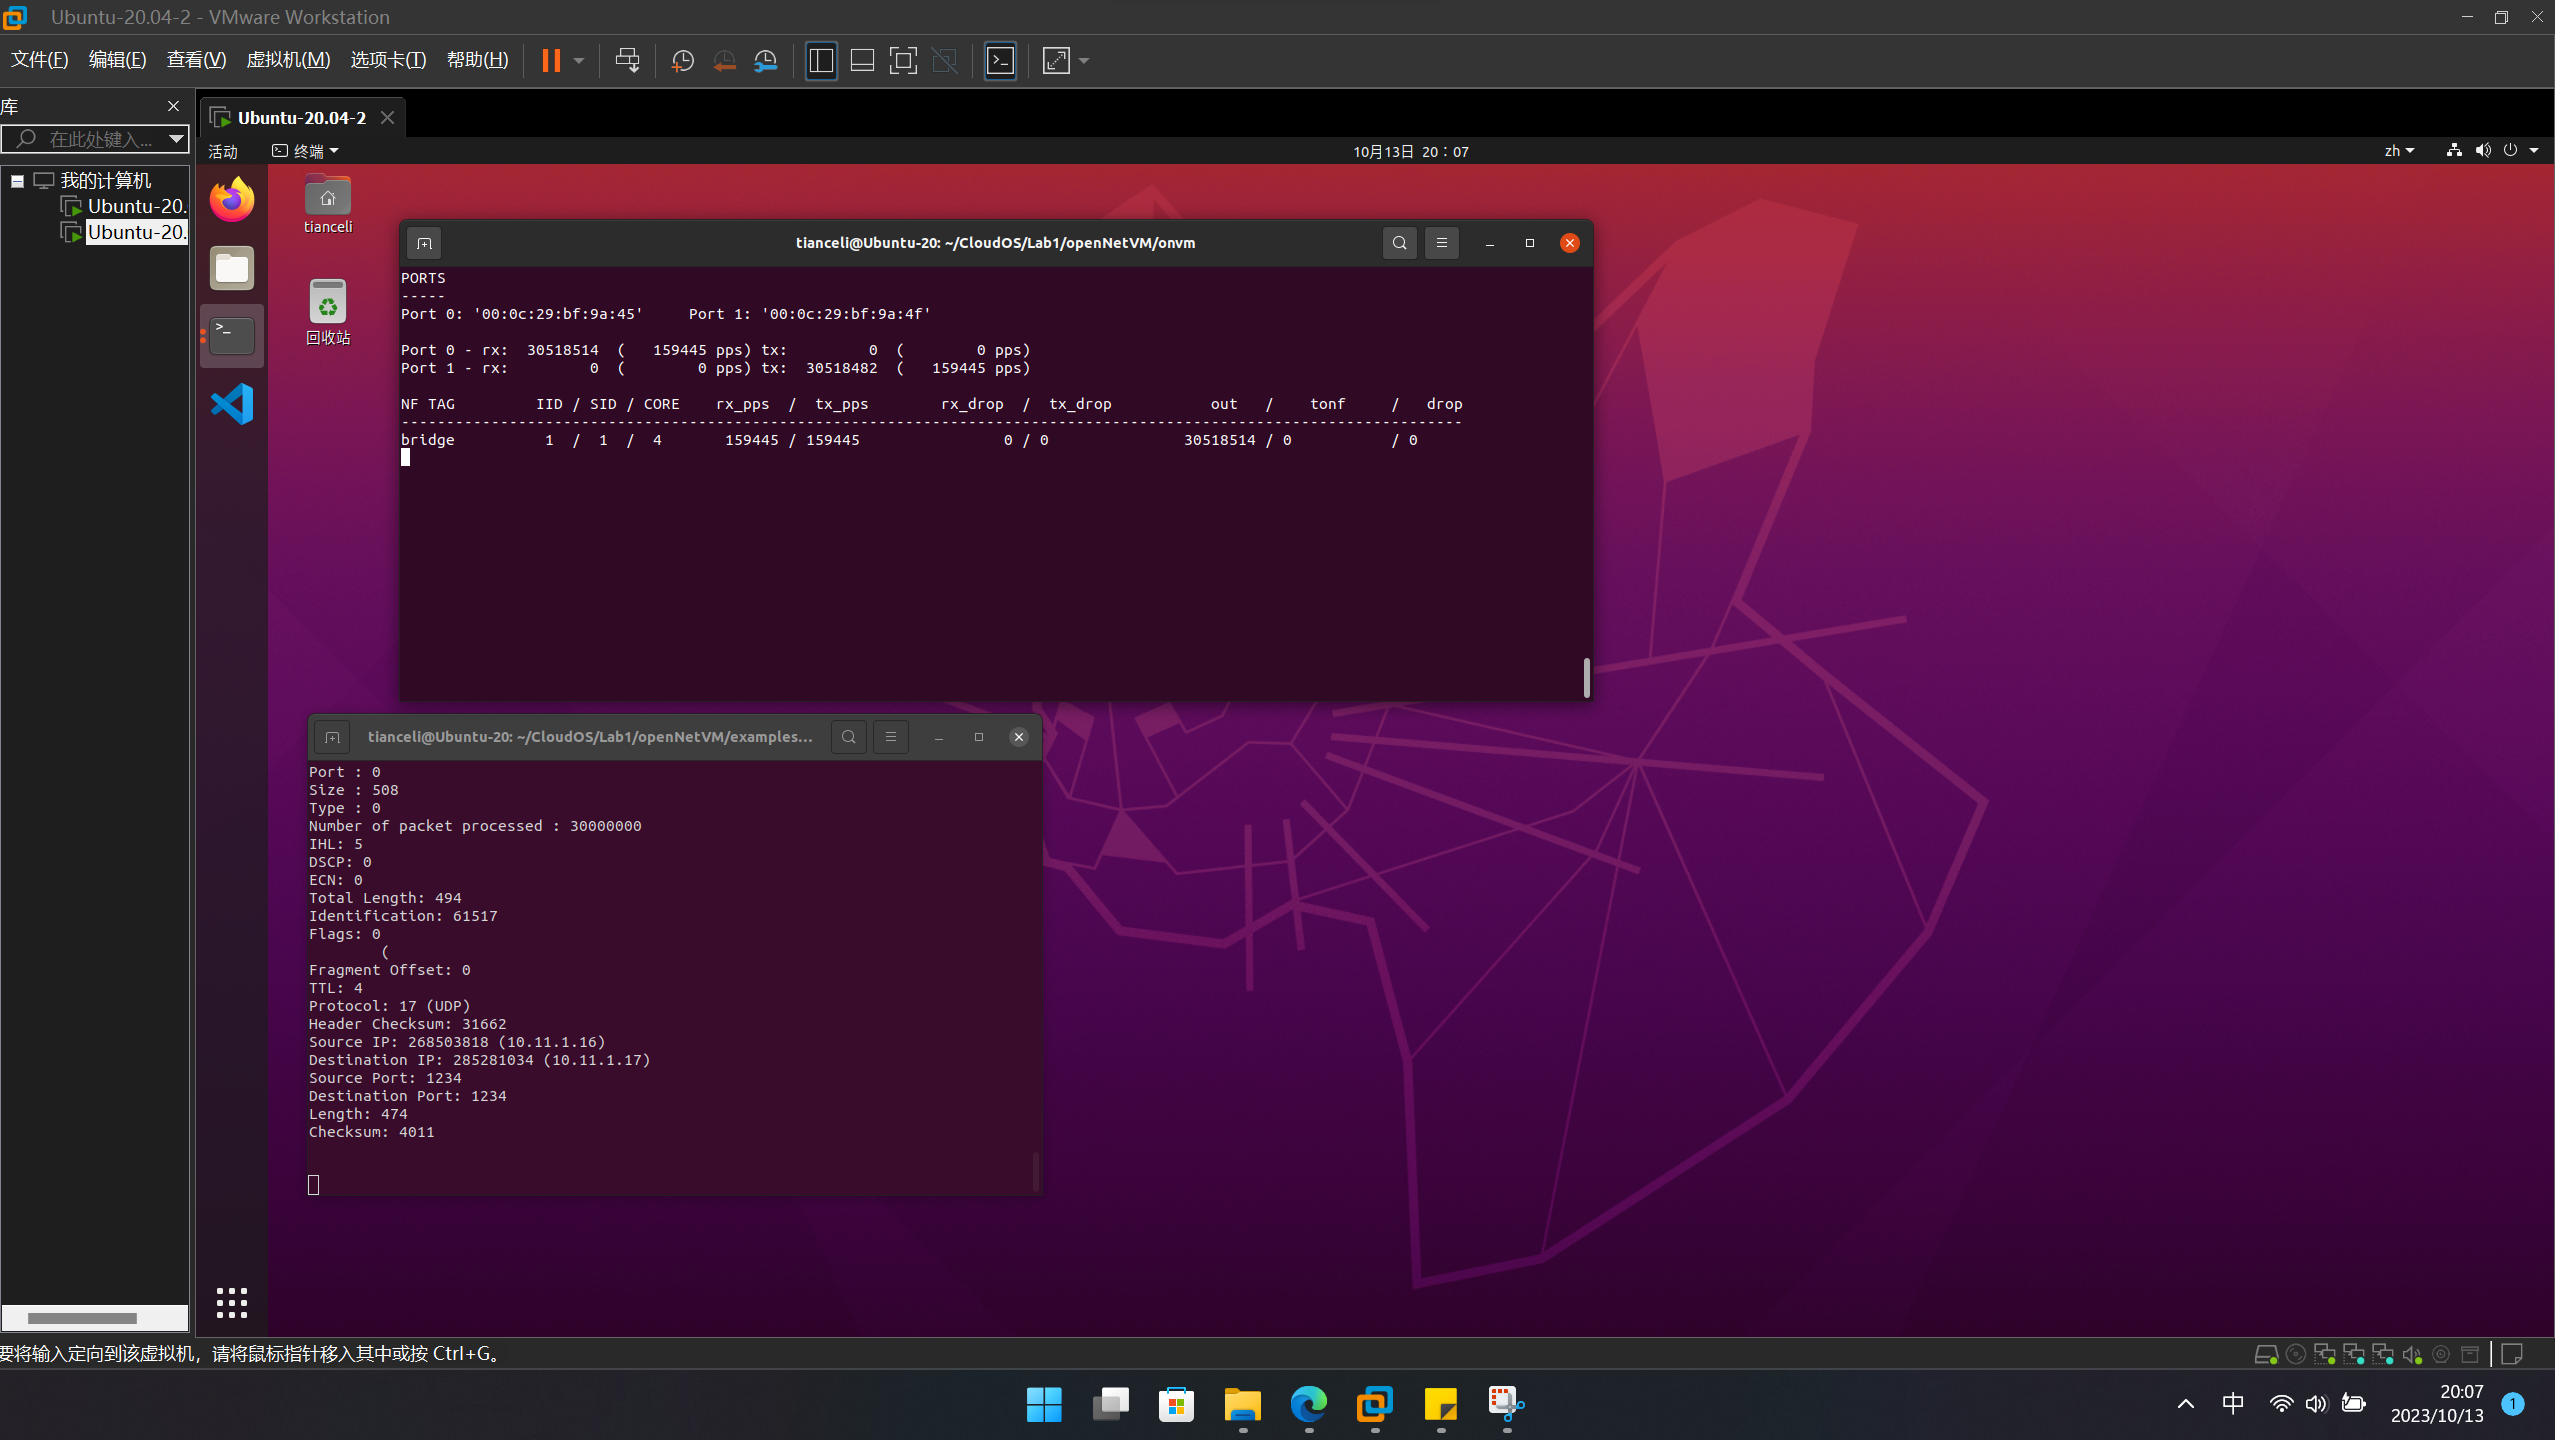 Ubuntu-20.04-2 - VMware Workstation
文件(F) 编辑(E) 查看(V) 虚拟机(M) 选项卡(T) 帮助(H)
库
在此处键入...
我的计算机
Ubuntu-20.
Ubuntu-20.
Ubuntu-20.04-2
活动 终端 10月13日 20：07 zh
tianceli
回收站
tianceli@Ubuntu-20: ~/CloudOS/Lab1/openNetVM/onvm
PORTS
-----
Port 0: '00:0c:29:bf:9a:45' Port 1: '00:0c:29:bf:9a:4f'
Port 0 - rx: 30518514 ( 159445 pps) tx: 0 ( 0 pps)
Port 1 - rx: 0 ( 0 pps) tx: 30518482 ( 159445 pps)
NF TAG IID / SID / CORE rx_pps / tx_pps rx_drop / tx_drop out / tonf / drop
----------------------------------------------------------------------------------------------------------------------
bridge 1 / 1 / 4 159445 / 159445 0 / 0 30518514 / 0 / 0
tianceli@Ubuntu-20: ~/CloudOS/Lab1/openNetVM/examples...
Port : 0
Size : 508
Type : 0
Number of packet processed : 30000000
IHL: 5
DSCP: 0
ECN: 0
Total Length: 494
Identification: 61517
Flags: 0
(
Fragment Offset: 0
TTL: 4
Protocol: 17 (UDP)
Header Checksum: 31662
Source IP: 268503818 (10.11.1.16)
Destination IP: 285281034 (10.11.1.17)
Source Port: 1234
Destination Port: 1234
Length: 474
Checksum: 4011
要将输入定向到该虚拟机，请将鼠标指针移入其中或按 Ctrl+G。
中
20:07
2023/10/13
1